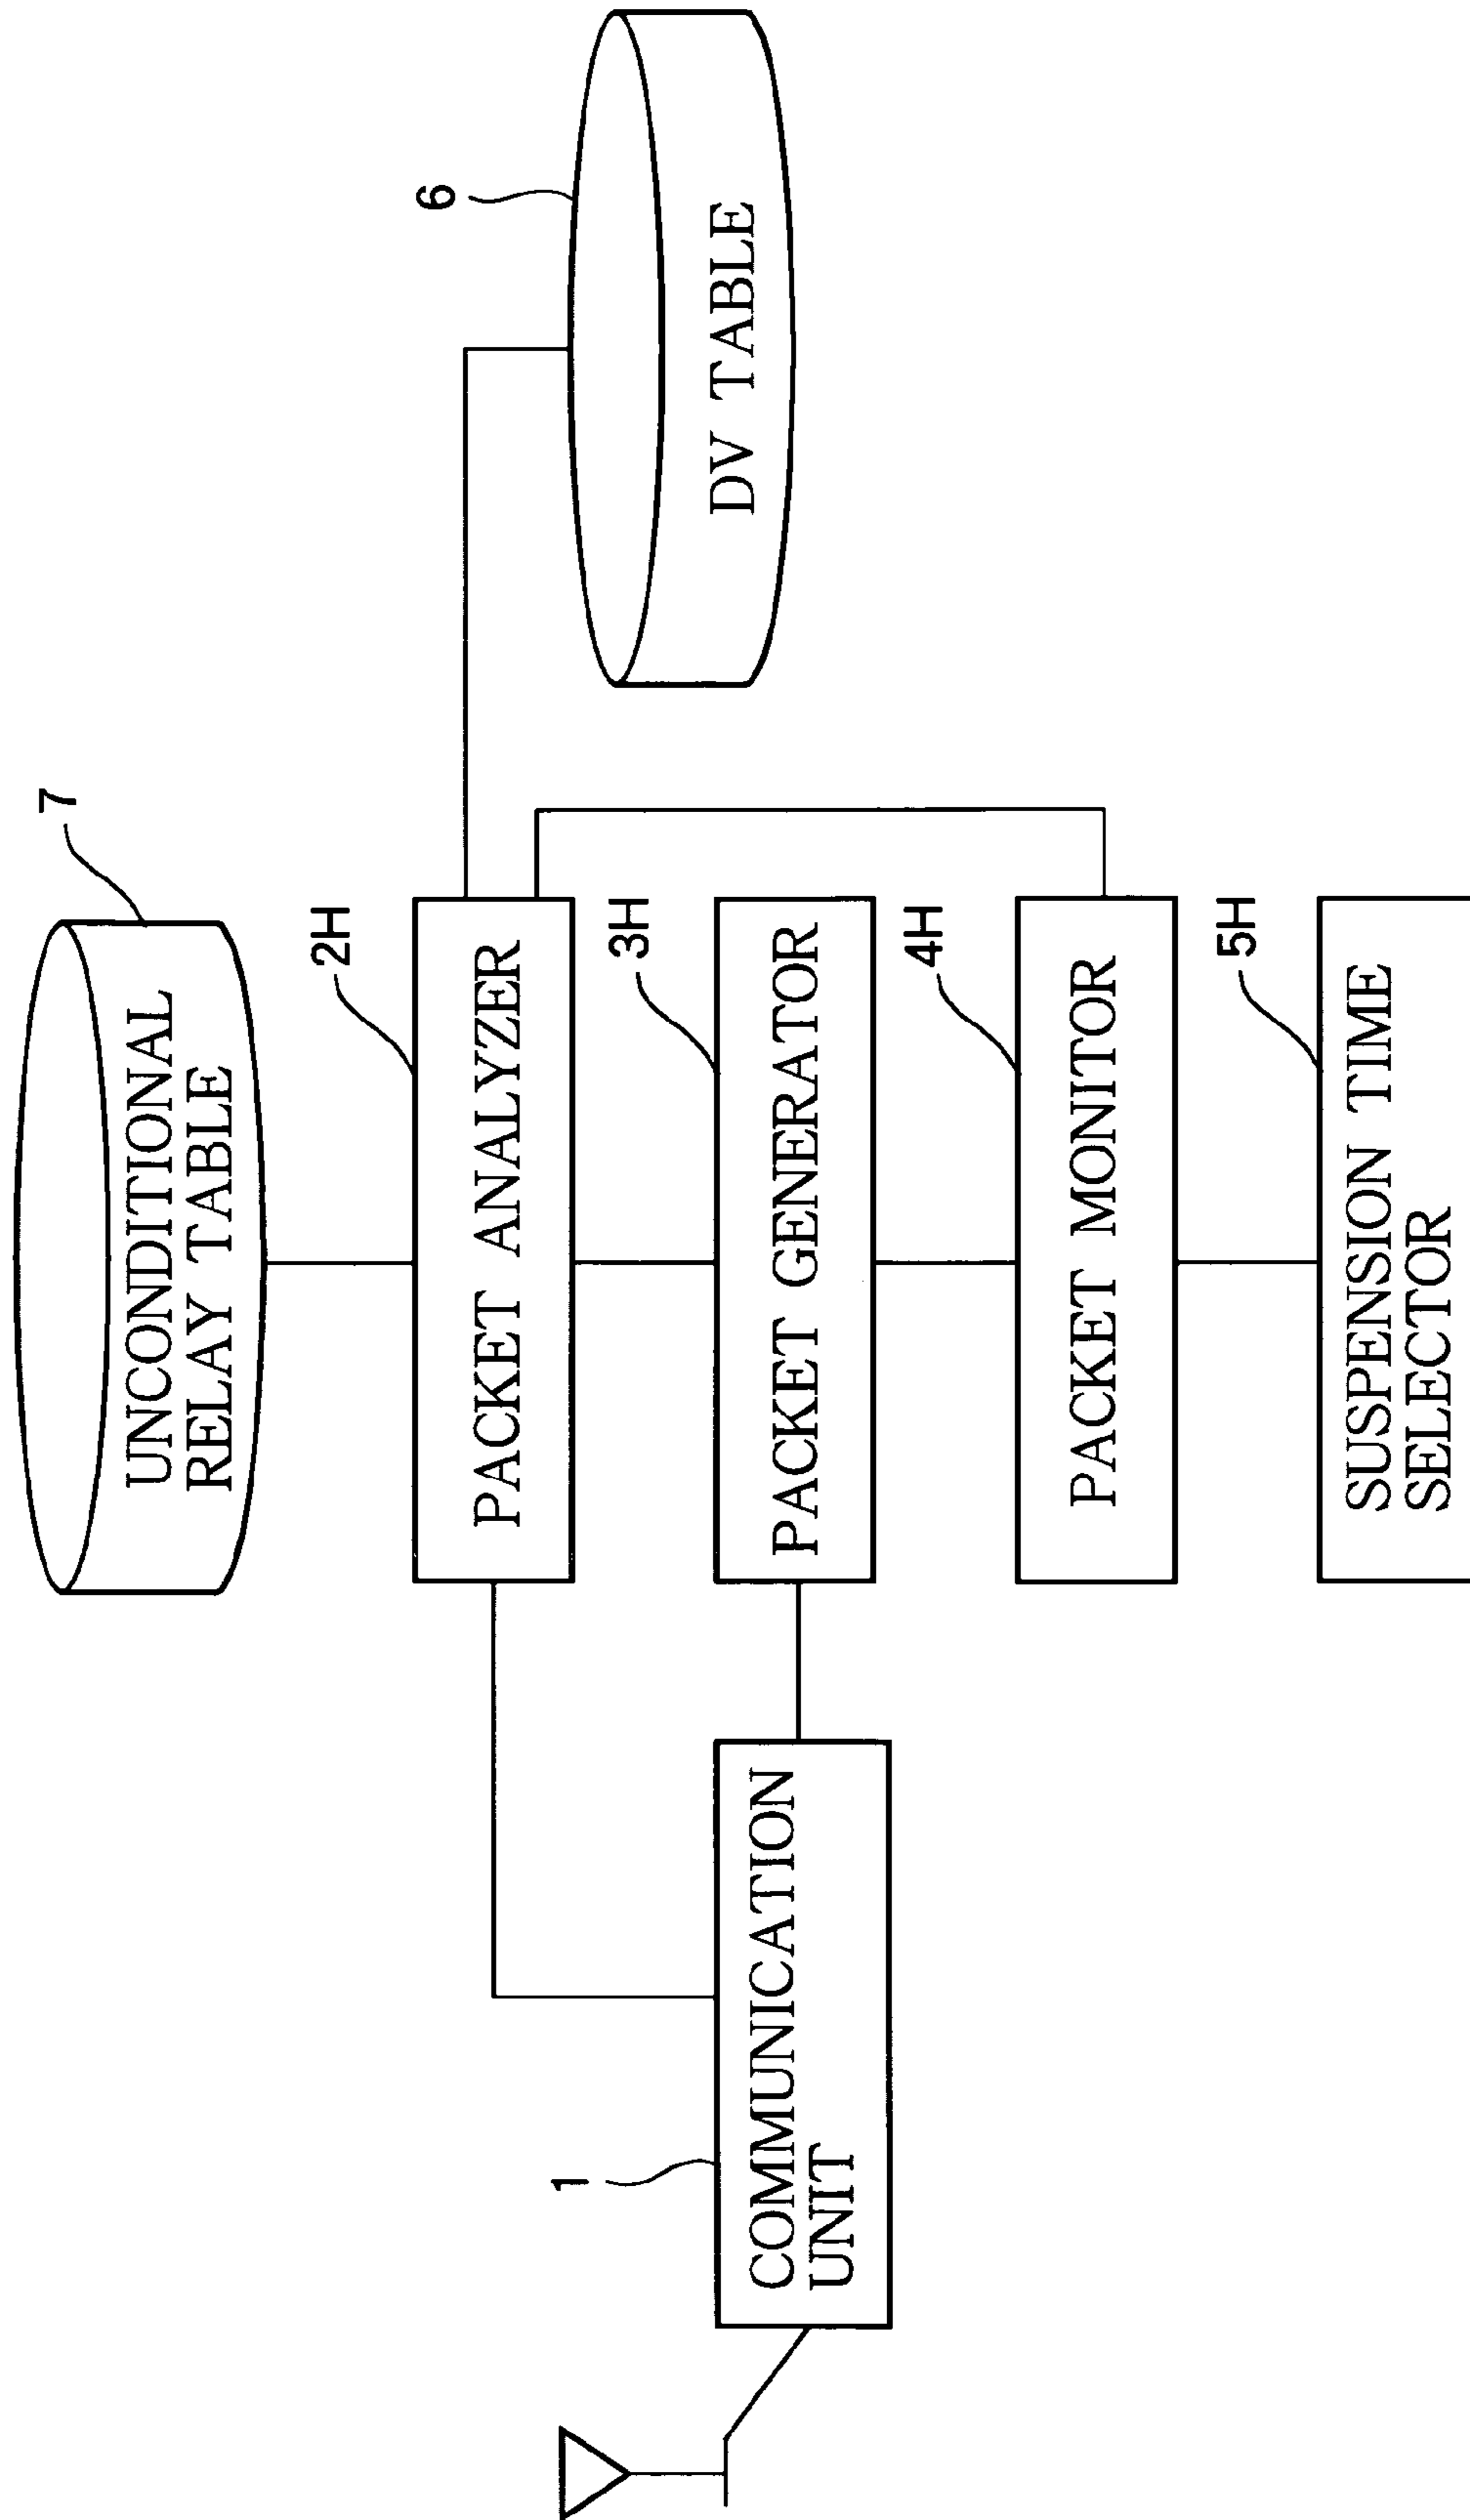 7
UNCONDITIONAL
RELAY TABLE
6
DV TABLE
2H
PACKET ANALYZER
3H
PACKET GENERATOR
1
COMMUNICATION
UNIT
4H
PACKET MONITOR
5H
SUSPENSION TIME
SELECTOR